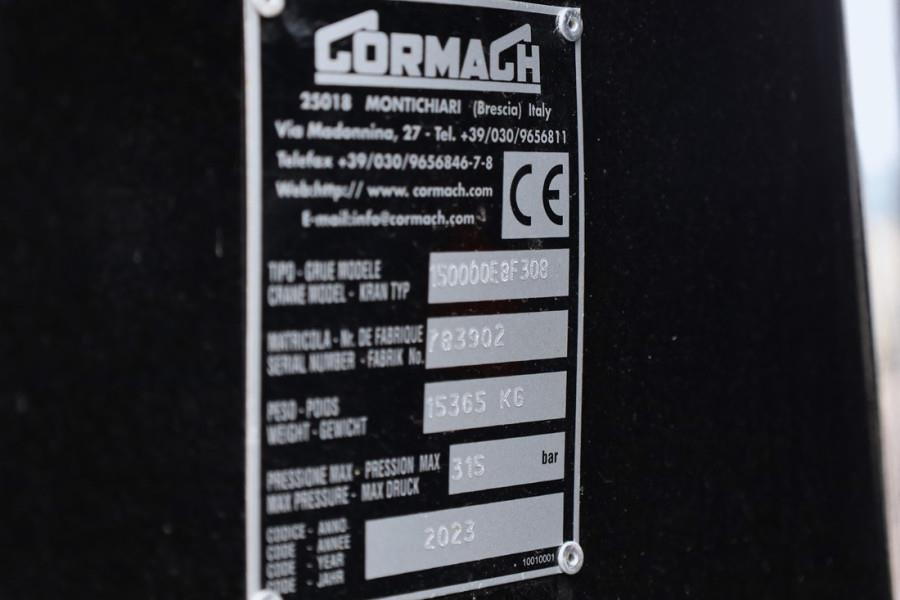 CORMACH
25018 MONTICHIARI (Brescia) Italy
Via Madonnina, 27 - Tel. +39/030/9656811
Telefax +39/030/9656846-7-8
Web:http:// www. cormach.com
E-mail:info@cormach.com
CE
TIPO - GRUE MODELE
CRANE MODEL - KRAN TYP
150000E8F308
MATRICOLA - Nr. DE FABRIQUE
SERIAL NUMBER - FABRIK No.
783902
PESO - POIDS
WEIGHT - GEWICHT
15365 KG
PRESSIONE MAX - PRESSION MAX
MAX PRESSURE - MAX DRUCK
315 bar
CODICE - ANNO
CODE - ANNEE
CODE - YEAR
CODE - JAHR
2023
10010001